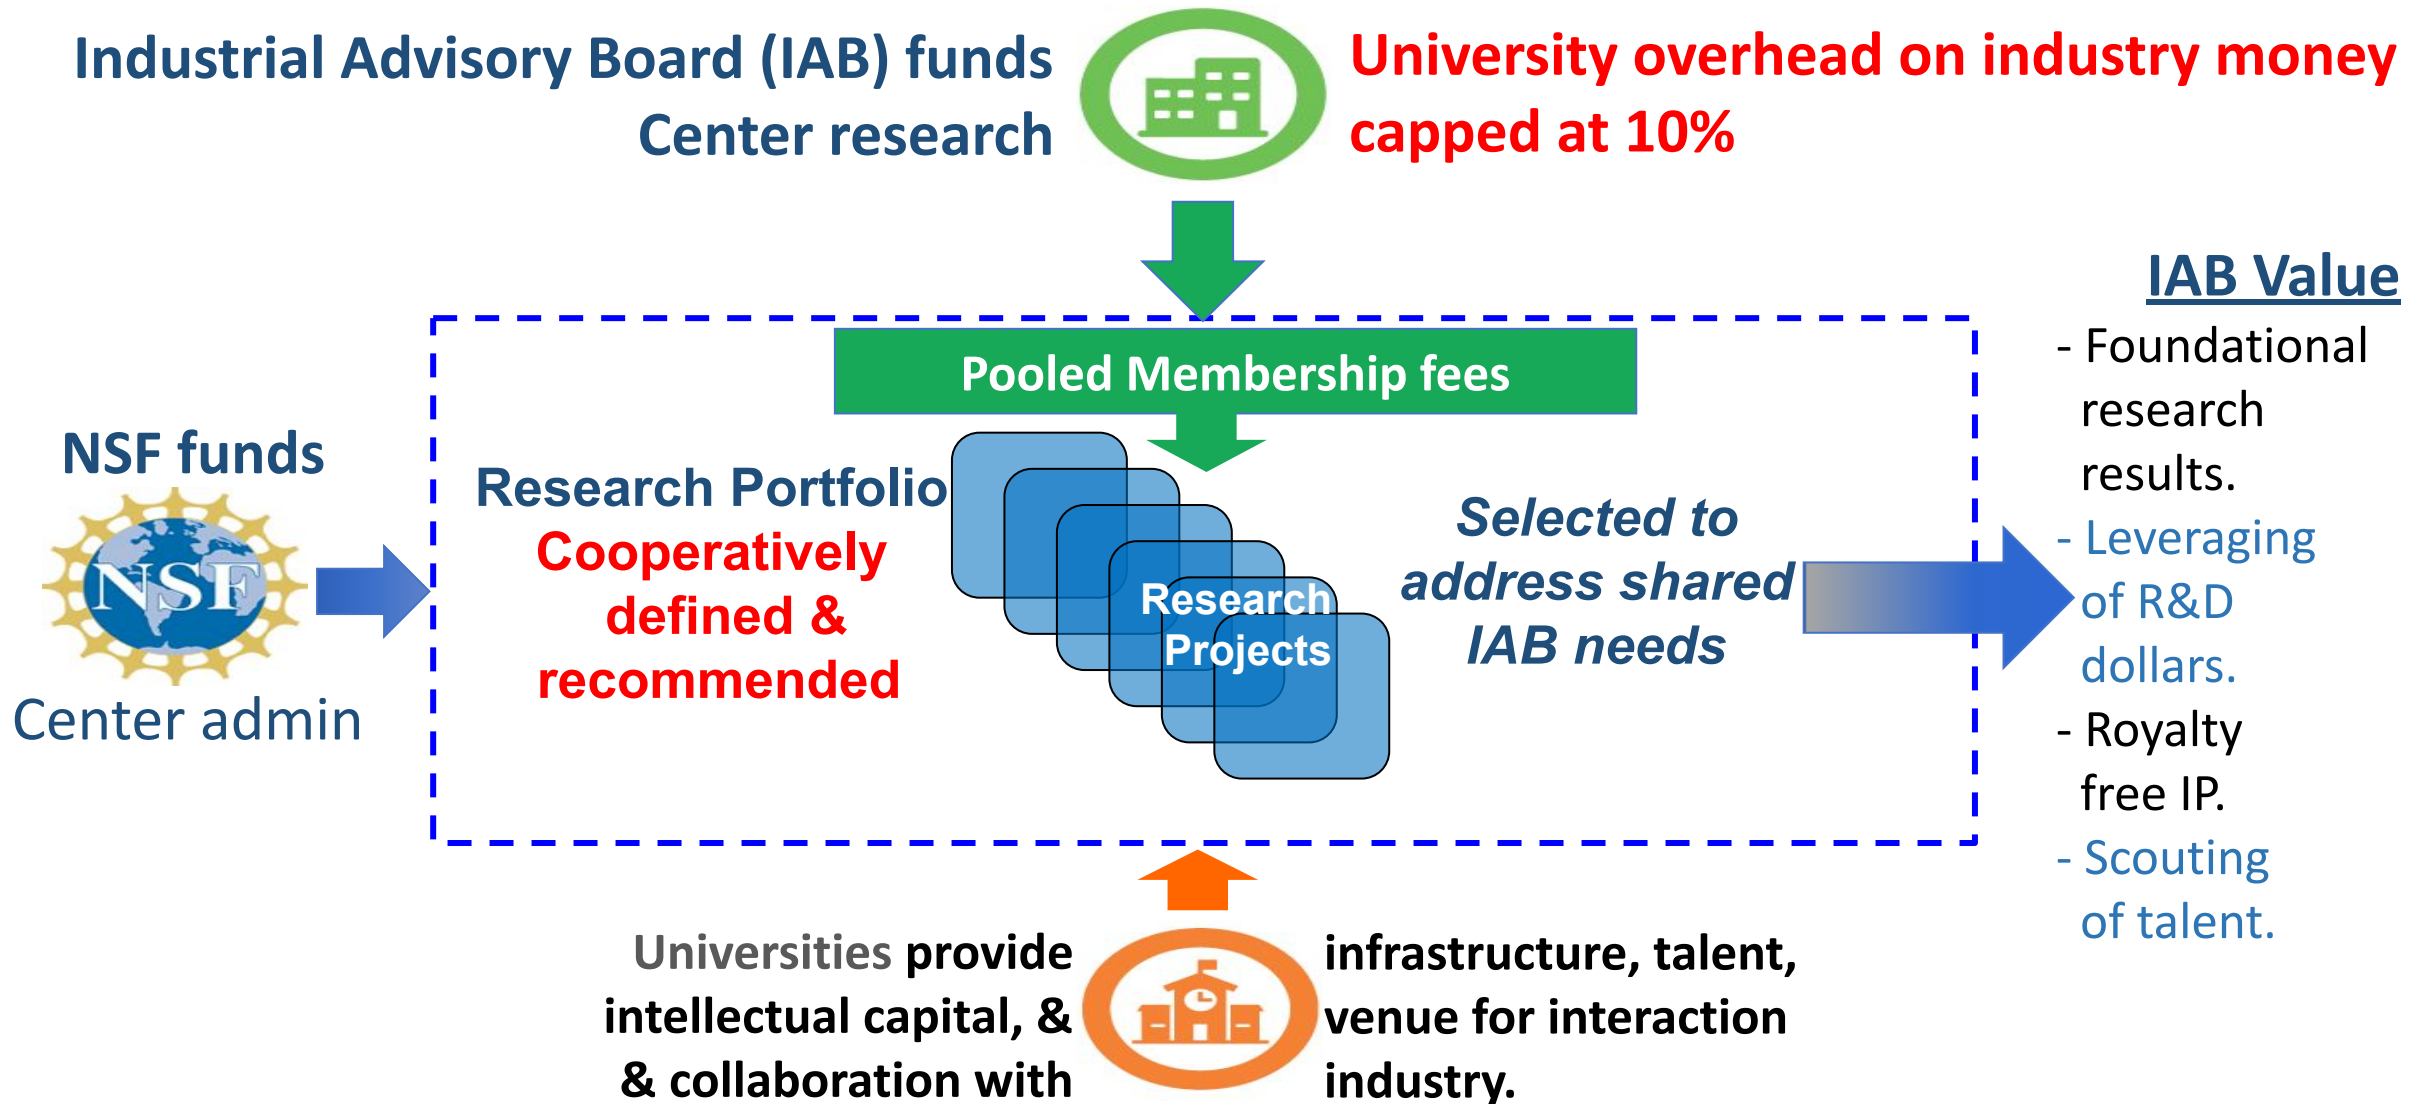 Industrial Advisory Board (IAB) funds
Center research
University overhead on industry money
capped at 10%
Pooled Membership fees
NSF funds
NSF
Center admin
Research Portfolio
Cooperatively
defined &
recommended
Research
Projects
Selected to
address shared
IAB needs
IAB Value
- Foundational
research
results.
- Leveraging
of R&D
dollars.
- Royalty
free IP.
- Scouting
of talent.
Universities provide
intellectual capital, &
& collaboration with
infrastructure, talent,
venue for interaction
industry.